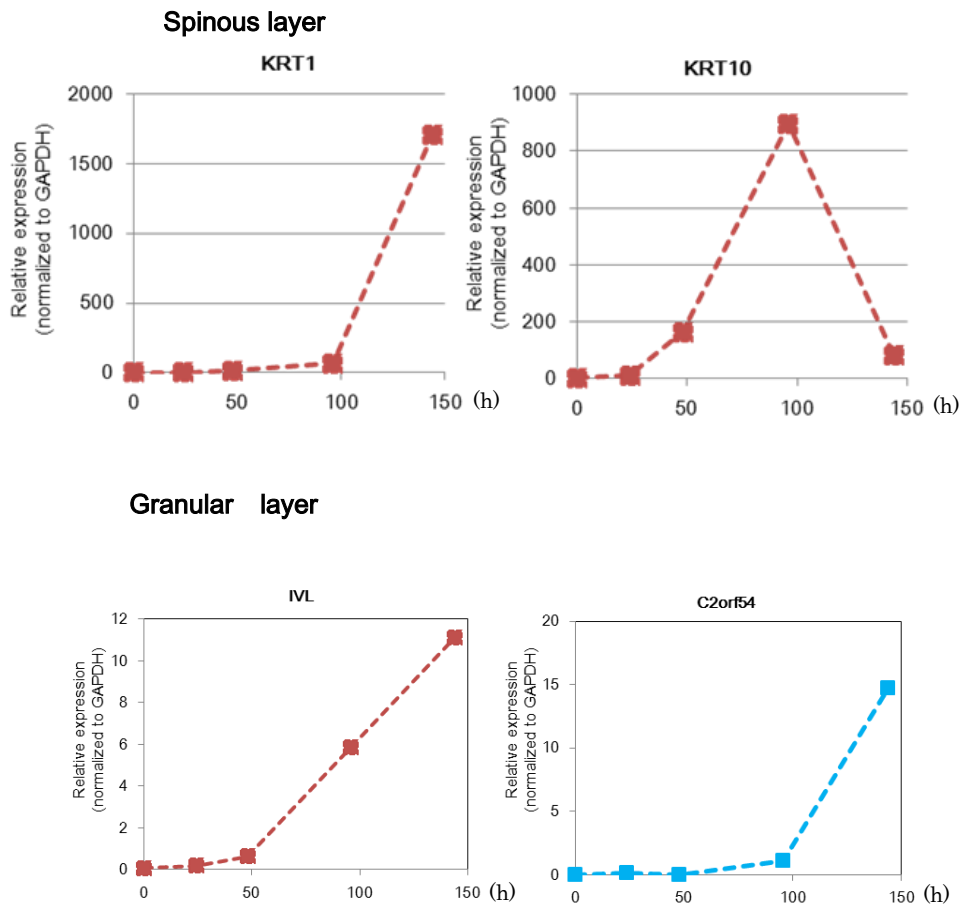 Spinous layer
KRT1
Relative expression
(normalized to GAPDH)
2000
1500
1000
500
0
0 50 100 150 (h)
KRT10
Relative expression
(normalized to GAPDH)
1000
800
600
400
200
0
0 50 100 150 (h)
Granular layer
IVL
Relative expression
(normalized to GAPDH)
12
10
8
6
4
2
0
0 50 100 150 (h)
C2orf54
Relative expression
(normalized to GAPDH)
20
15
10
5
0
0 50 100 150 (h)